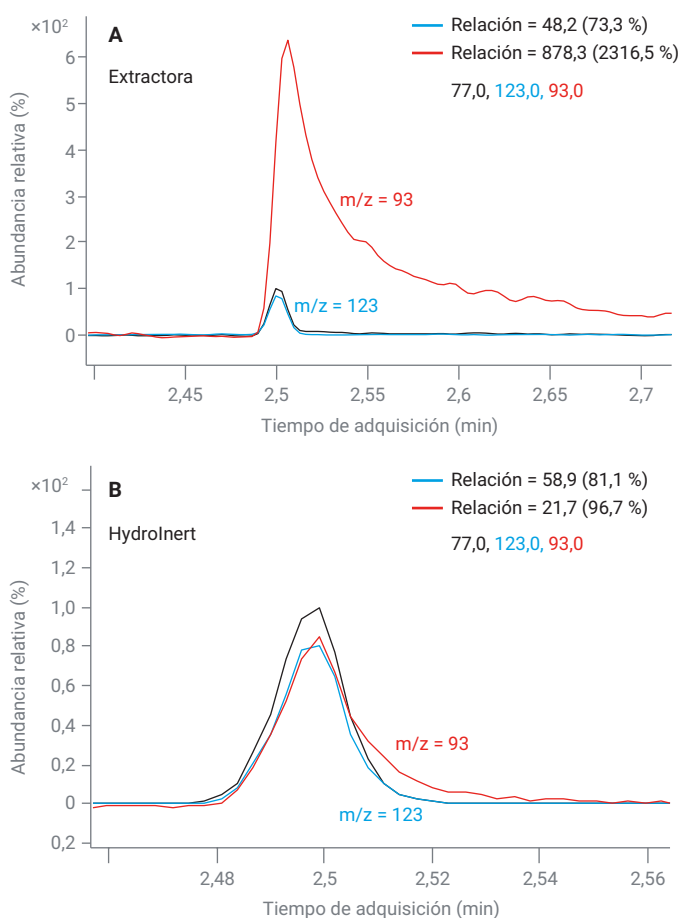 ×10²
A
Extractora
Relación = 48,2 (73,3 %)
Relación = 878,3 (2316,5 %)
77,0, 123,0, 93,0
Abundancia relativa (%)
6
5
4
3
2
1
0
m/z = 93
m/z = 123
2,45 2,5 2,55 2,6 2,65 2,7
Tiempo de adquisición (min)
×10²
B
HydroInert
Relación = 58,9 (81,1 %)
Relación = 21,7 (96,7 %)
77,0, 123,0, 93,0
Abundancia relativa (%)
1,4
1,2
1,0
0,8
0,6
0,4
0,2
0
0,2
m/z = 93
m/z = 123
2,48 2,5 2,52 2,54 2,56
Tiempo de adquisición (min)